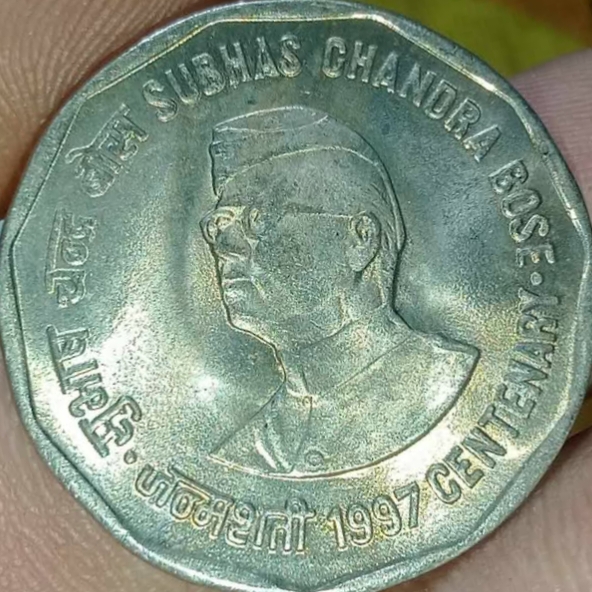 सुभाष चन्द्र बोस SUBHAS CHANDRA BOSE
जन्मशती 1997 CENTENARY